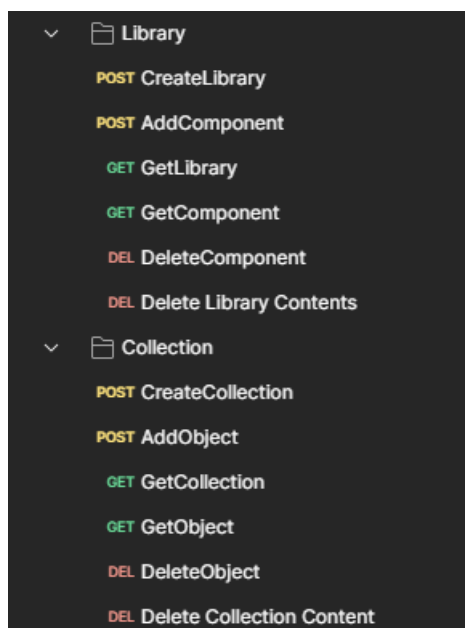 Library
POST CreateLibrary
POST AddComponent
GET GetLibrary
GET GetComponent
DEL DeleteComponent
DEL Delete Library Contents
Collection
POST CreateCollection
POST AddObject
GET GetCollection
GET GetObject
DEL DeleteObject
DEL Delete Collection Content